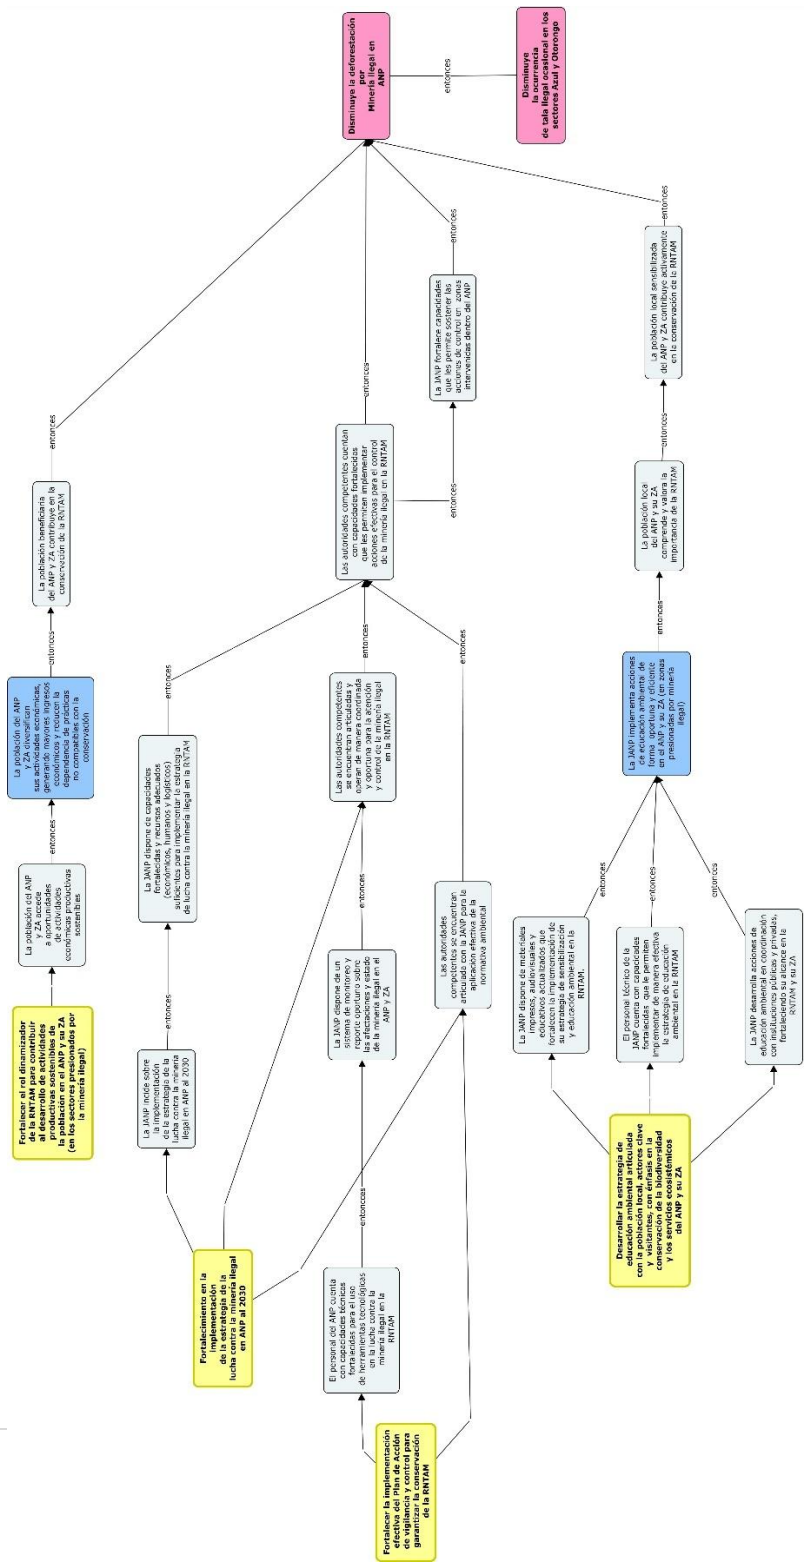 Disminuye la deforestación
por
Minería ilegal en
ANP
entonces
Disminuye
la ocurrencia
de tala ilegal ocasional en los
sectores Azul y Otorongo
entonces
entonces
entonces
entonces
La población beneficiaria
del ANP y ZA contribuye en la
conservación de la RNTAM
entonces
La población del ANP
y ZA diversifican
sus actividades económicas,
generando mayores ingresos
económicos y reducen la
dependencia de prácticas
no compatibles con la
conservación
entonces
La población del ANP
y ZA accede
a oportunidades
de actividades
económicas productivas
sostenibles
entonces
Fortalecer el rol dinamizador
de la RNTAM para contribuir
al desarrollo de actividades
productivas sostenibles de
la población en el ANP y su ZA
(en los sectores presionados por
la minería ilegal)
Las autoridades competentes cuentan
con capacidades fortalecidas
que les permiten implementar
acciones efectivas para el control
de la minería ilegal en la RNTAM
entonces
La JANP fortalece capacidades
que les permite sostener las
acciones de control en zonas
intervenidas dentro del ANP
entonces
entonces
entonces
La JANP dispone de capacidades
fortalecidas y recursos adecuados
(económicos, humanos y logísticos)
suficientes para implementar la estrategia
de lucha contra la minería ilegal en la RNTAM
entonces
La JANP incide sobre
la implementación
de la estrategia de la
lucha contra la minería
ilegal en ANP al 2030
entonces
Fortalecimiento en la
implementación
de la estrategia de la
lucha contra la minería ilegal
en ANP al 2030
Las autoridades competentes
se encuentran articuladas y
operan de manera coordinada
y oportuna para la atención
y control de la minería ilegal
en la RNTAM
entonces
La JANP dispone de un
sistema de monitoreo y
reporte oportuno sobre
las afectaciones y estado
de la minería ilegal en el
ANP y ZA
entonces
El personal del ANP cuenta
con capacidades técnicas
fortalecidas para el uso
de herramientas tecnológicas
en la lucha contra la
minería ilegal en la
RNTAM
entonces
Fortalecer la implementación
efectiva del Plan de Acción
de vigilancia y control para
garantizar la conservación
de la RNTAM
Las autoridades
competentes se encuentran
articuladas con la JANP para la
aplicación efectiva de la
normativa ambiental
entonces
La población local sensibilizada
del ANP y ZA contribuye activamente
en la conservación de la RNTAM
entonces
La población local
del ANP y su ZA
comprende y valora la
importancia de la RNTAM
entonces
La JANP implementa acciones
de educación ambiental de
forma oportuna y eficiente
en el ANP y su ZA (en zonas
presionadas por minería
ilegal)
entonces
entonces
entonces
La JANP dispone de materiales
impresos, audiovisuales y
educativos actualizados que
fortalecen la implementación de
su estrategia de sensibilización
y educación ambiental en la
RNTAM.
entonces
El personal técnico de la
JANP cuenta con capacidades
fortalecidas que le permiten
implementar de manera efectiva
la estrategia de educación
ambiental en la RNTAM
entonces
La JANP desarrolla acciones de
educación ambiental en coordinación
con instituciones públicas y privadas,
fortaleciendo su alcance en la
RNTAM y su ZA
entonces
Desarrollar la estrategia de
educación ambiental articulada
con la población local, actores clave
y visitantes, con énfasis en la
conservación de la biodiversidad
y los servicios ecosistémicos
del ANP y su ZA